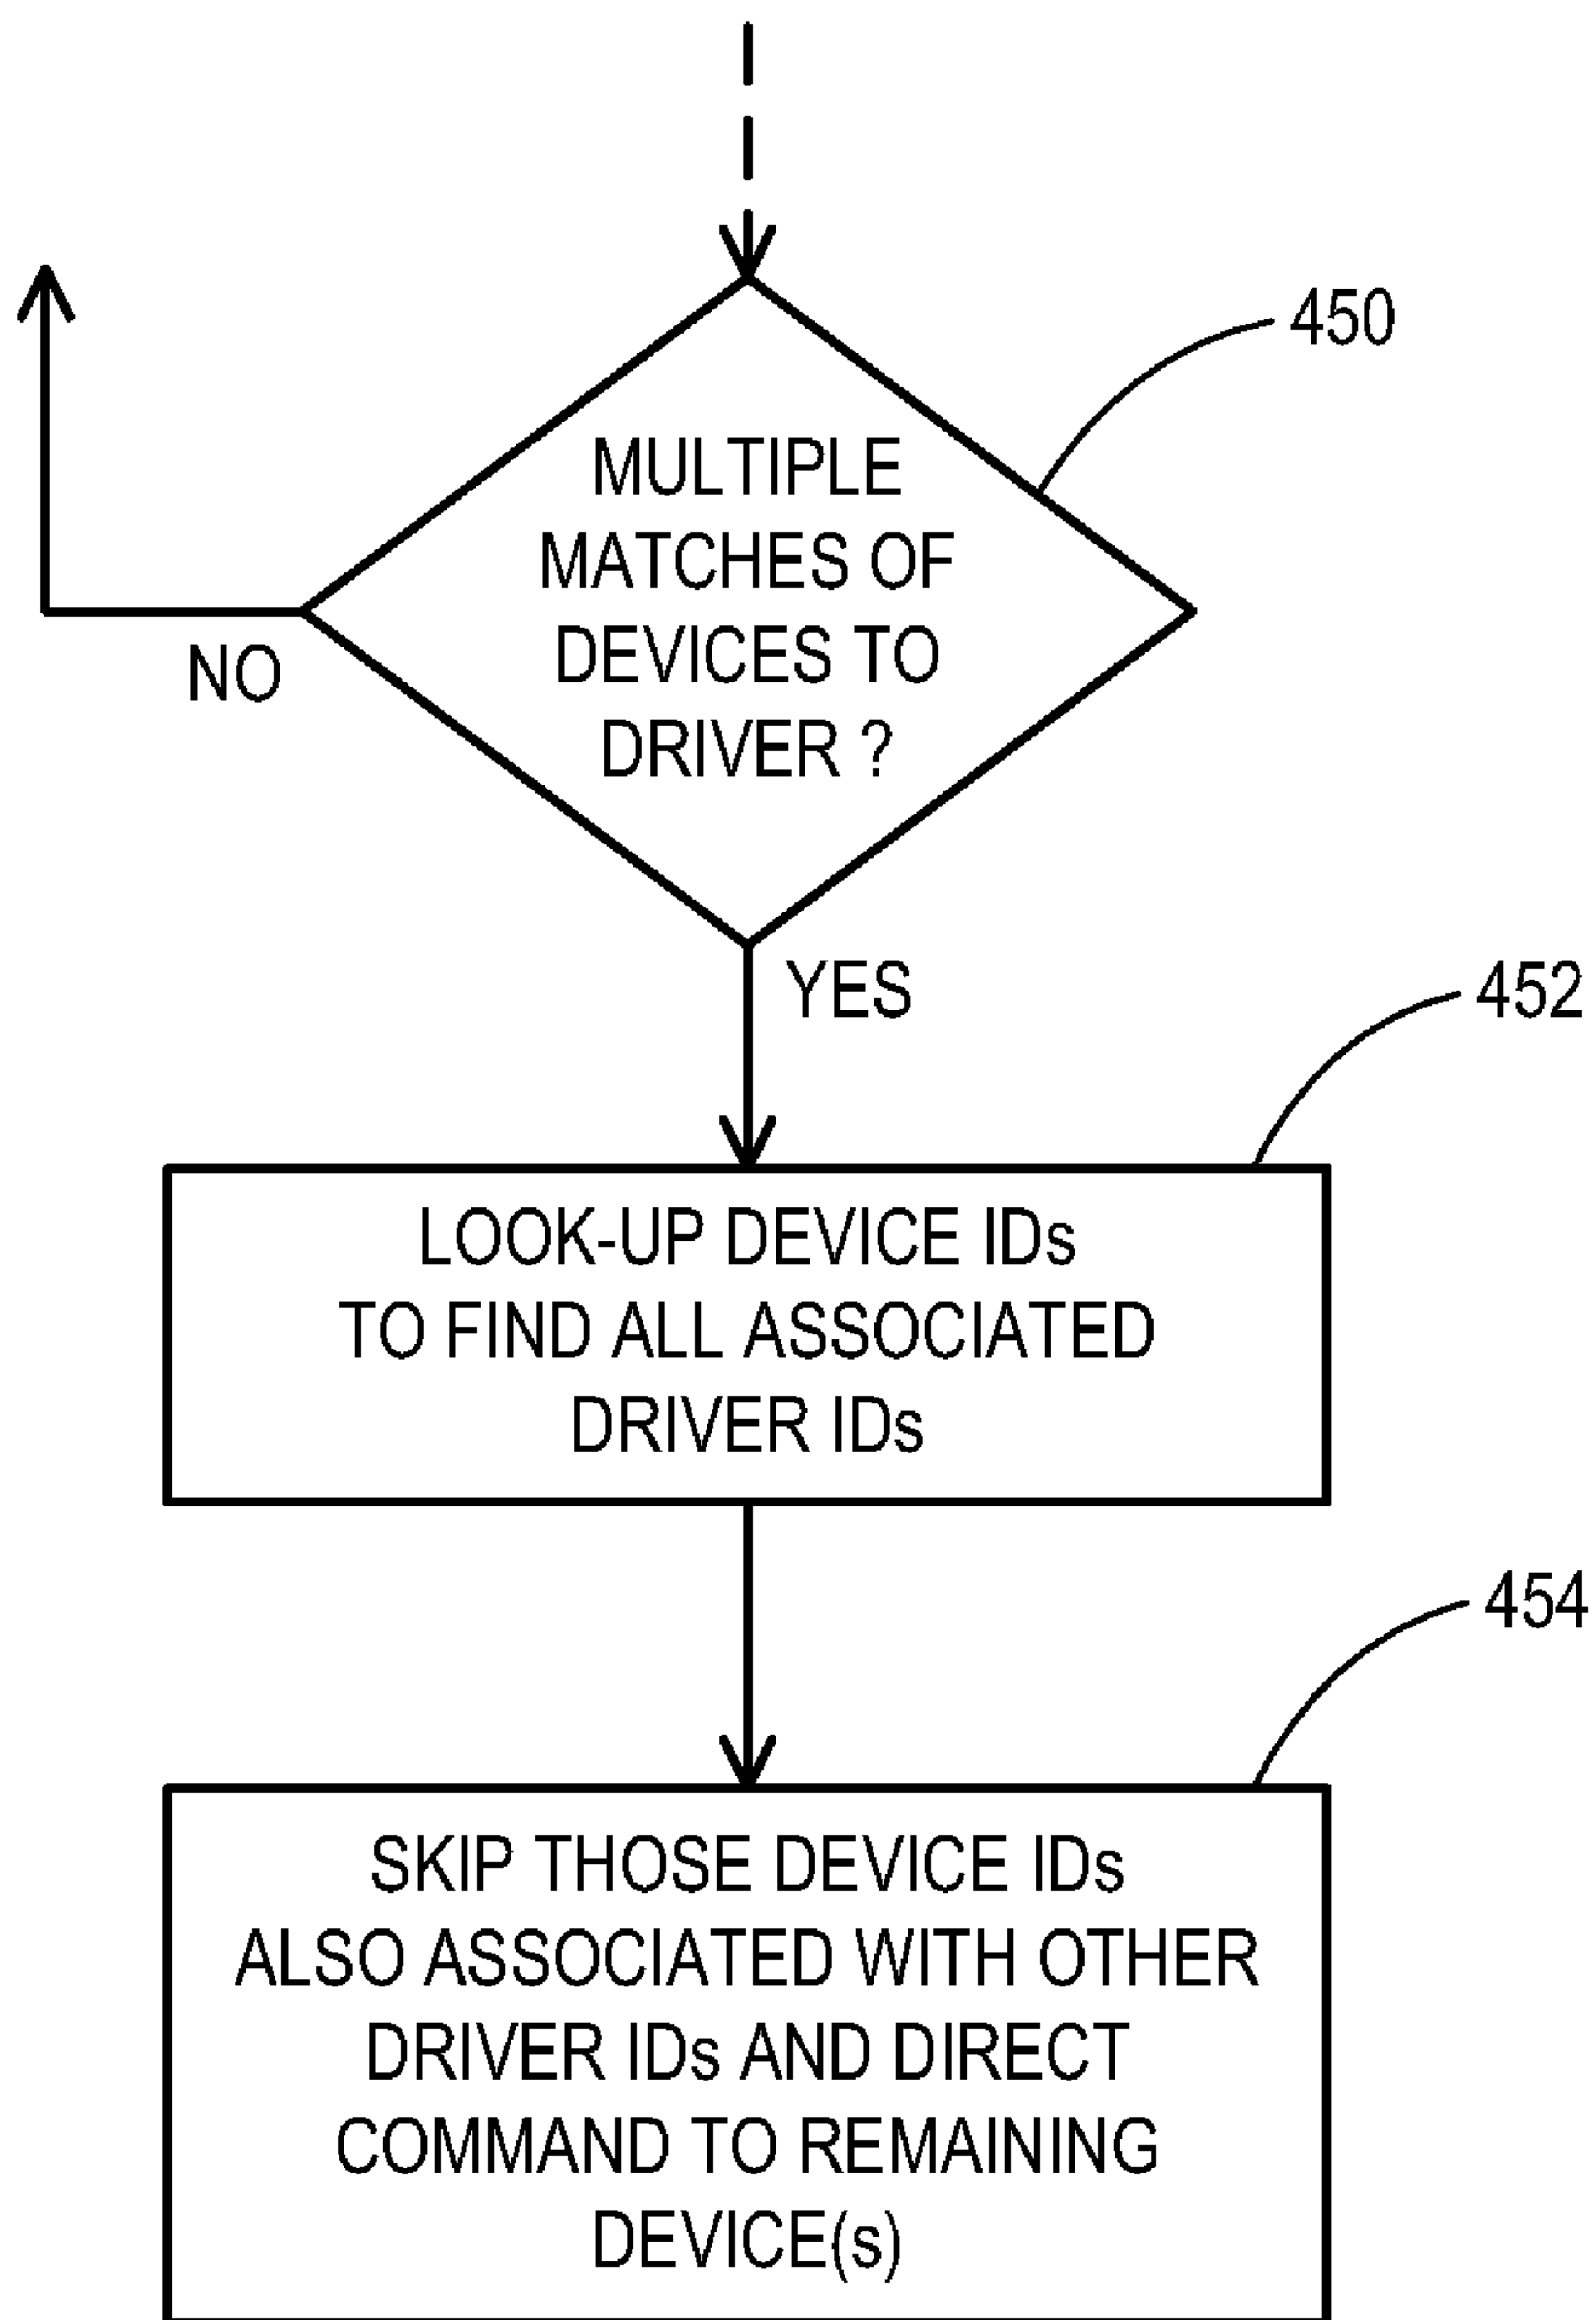 450
MULTIPLE
MATCHES OF
DEVICES TO
DRIVER ?
NO
YES
452
LOOK-UP DEVICE IDs
TO FIND ALL ASSOCIATED
DRIVER IDs
454
SKIP THOSE DEVICE IDs
ALSO ASSOCIATED WITH OTHER
DRIVER IDs AND DIRECT
COMMAND TO REMAINING
DEVICE(s)